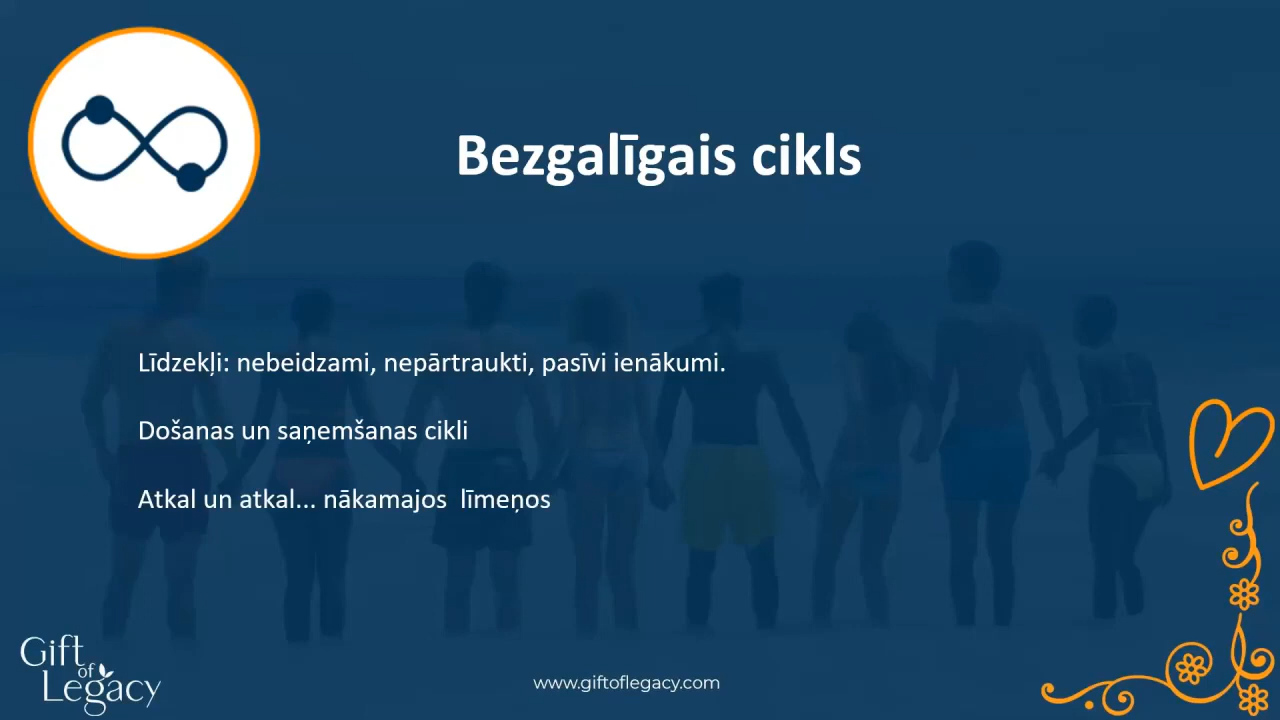 Bezgalīgais cikls
Līdzekļi: nebeidzami, nepārtraukti, pasīvi ienākumi.
Došanas un saņemšanas cikli
Atkal un atkal... nākamajos  līmeņos
Gift
of
Legacy
www.giftoflegacy.com